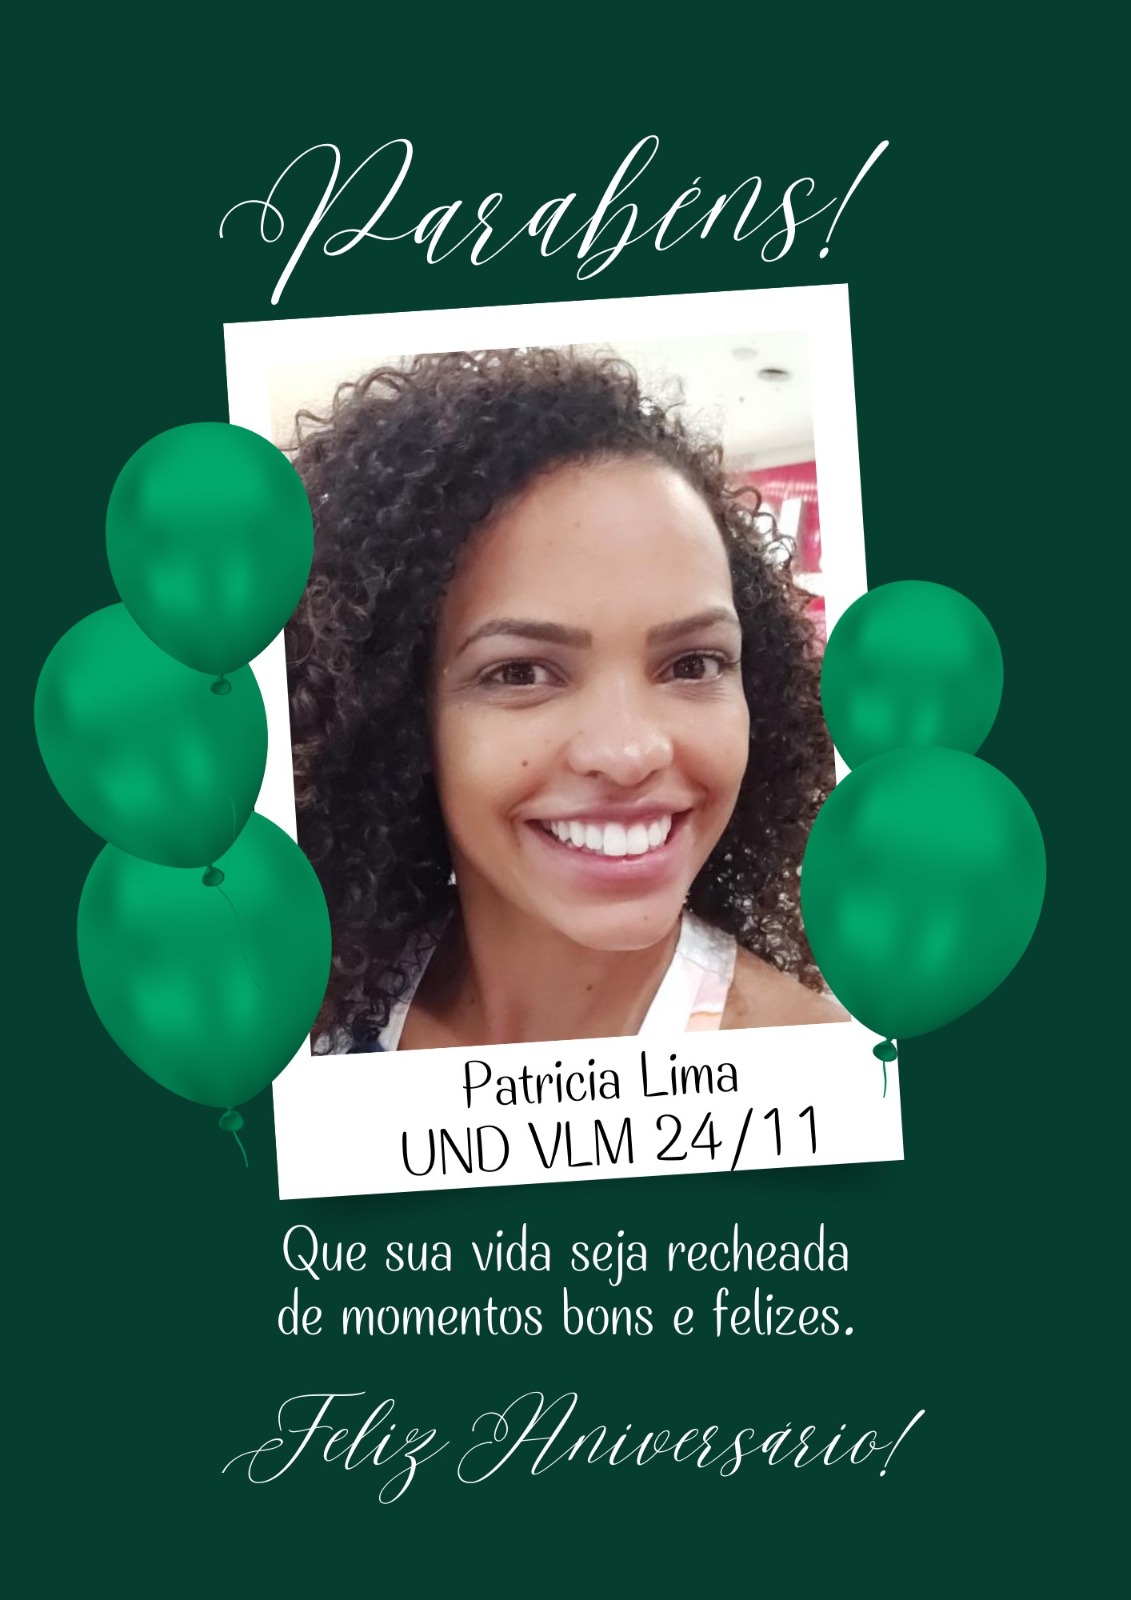 Parabéns!
Patricia Lima
UND VLM 24/11
Que sua vida seja recheada
de momentos bons e felizes.
Feliz Aniversário!